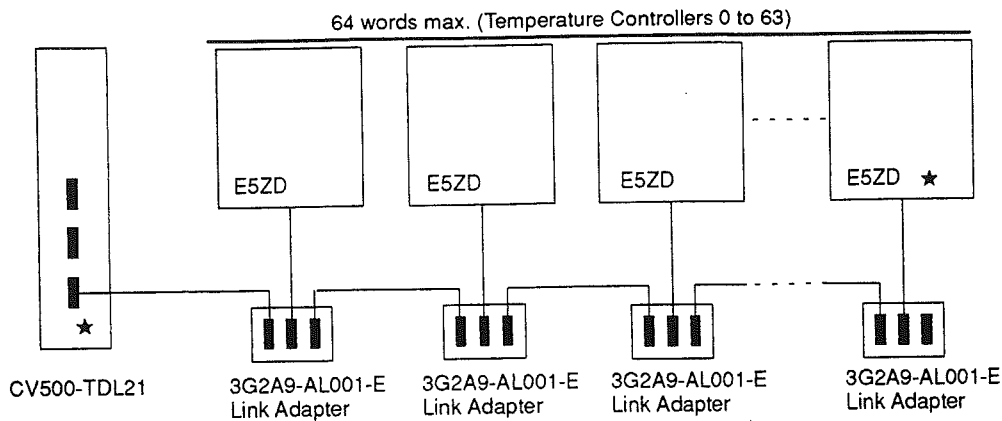 64 words max. (Temperature Controllers 0 to 63)
E5ZD
E5ZD
E5ZD
E5ZD ★
★
CV500-TDL21
3G2A9-AL001-E
Link Adapter
3G2A9-AL001-E
Link Adapter
3G2A9-AL001-E
Link Adapter
3G2A9-AL001-E
Link Adapter